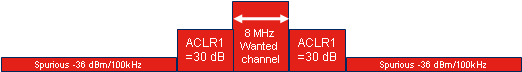 Spurious -36 dBm/100kHz
ACLR1
=30 dB
8 MHz
Wanted
channel
ACLR1
=30 dB
Spurious -36 dBm/100kHz